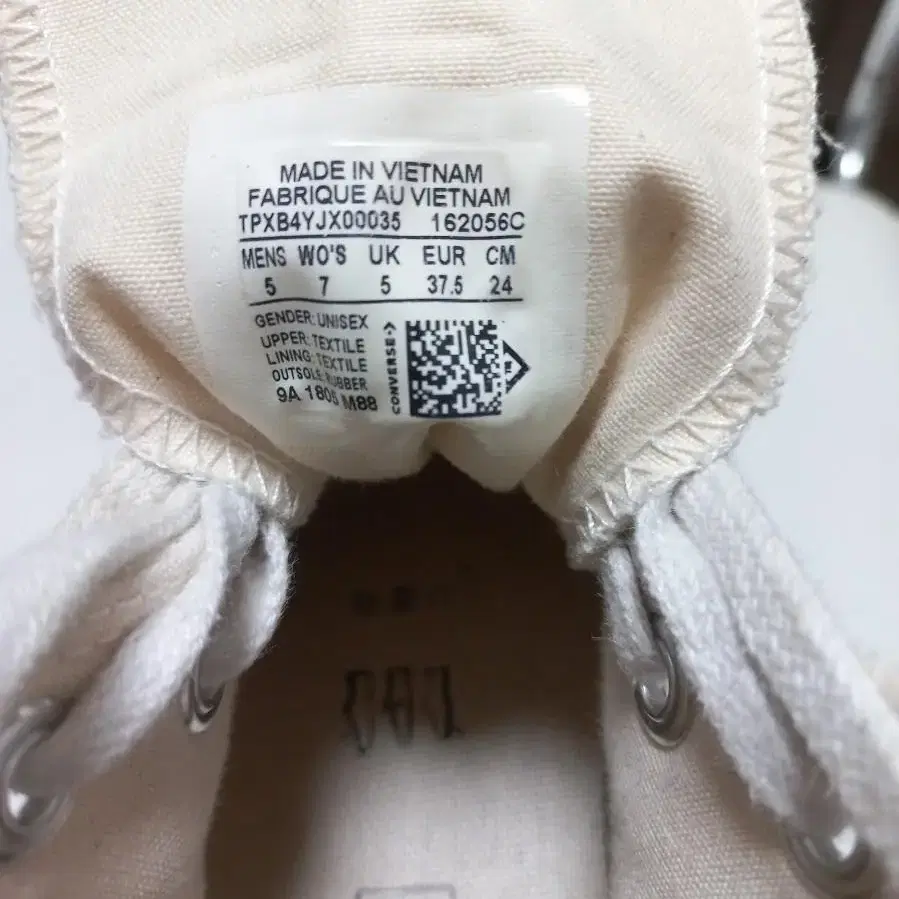 MADE IN VIETNAM
FABRIQUE AU VIETNAM
TPXB4YJX00035 162056C
MENS WO'S UK EUR CM
5 7 5 37.5 24
GENDER: UNISEX
UPPER: TEXTILE
LINING: TEXTILE
OUTSOLE: RUBBER
9A 1805 M88
CONVERSE